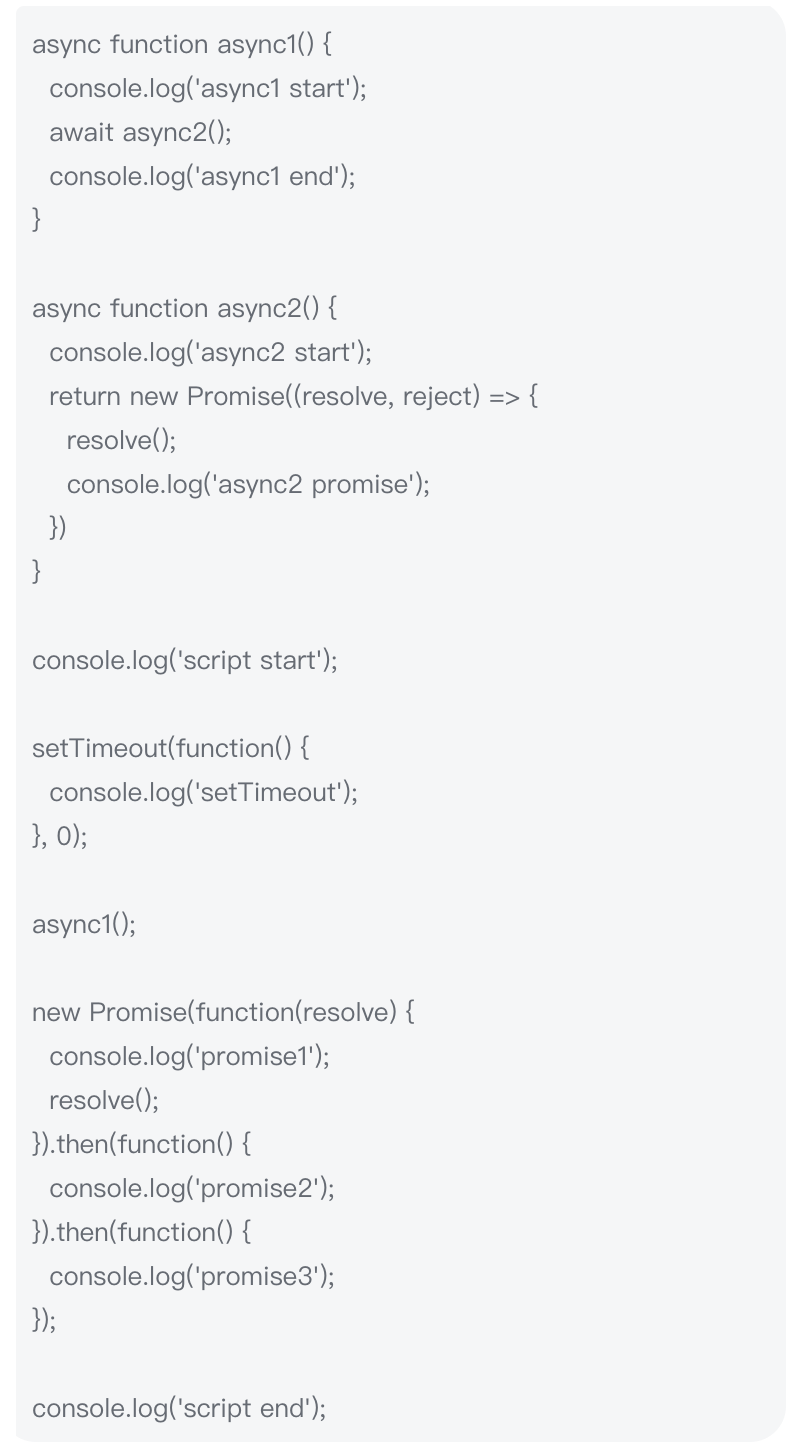 async function async1() {
  console.log('async1 start');
  await async2();
  console.log('async1 end');
}

async function async2() {
  console.log('async2 start');
  return new Promise((resolve, reject) => {
    resolve();
    console.log('async2 promise');
  })
}

console.log('script start');

setTimeout(function() {
  console.log('setTimeout');
}, 0);

async1();

new Promise(function(resolve) {
  console.log('promise1');
  resolve();
}).then(function() {
  console.log('promise2');
}).then(function() {
  console.log('promise3');
});

console.log('script end');